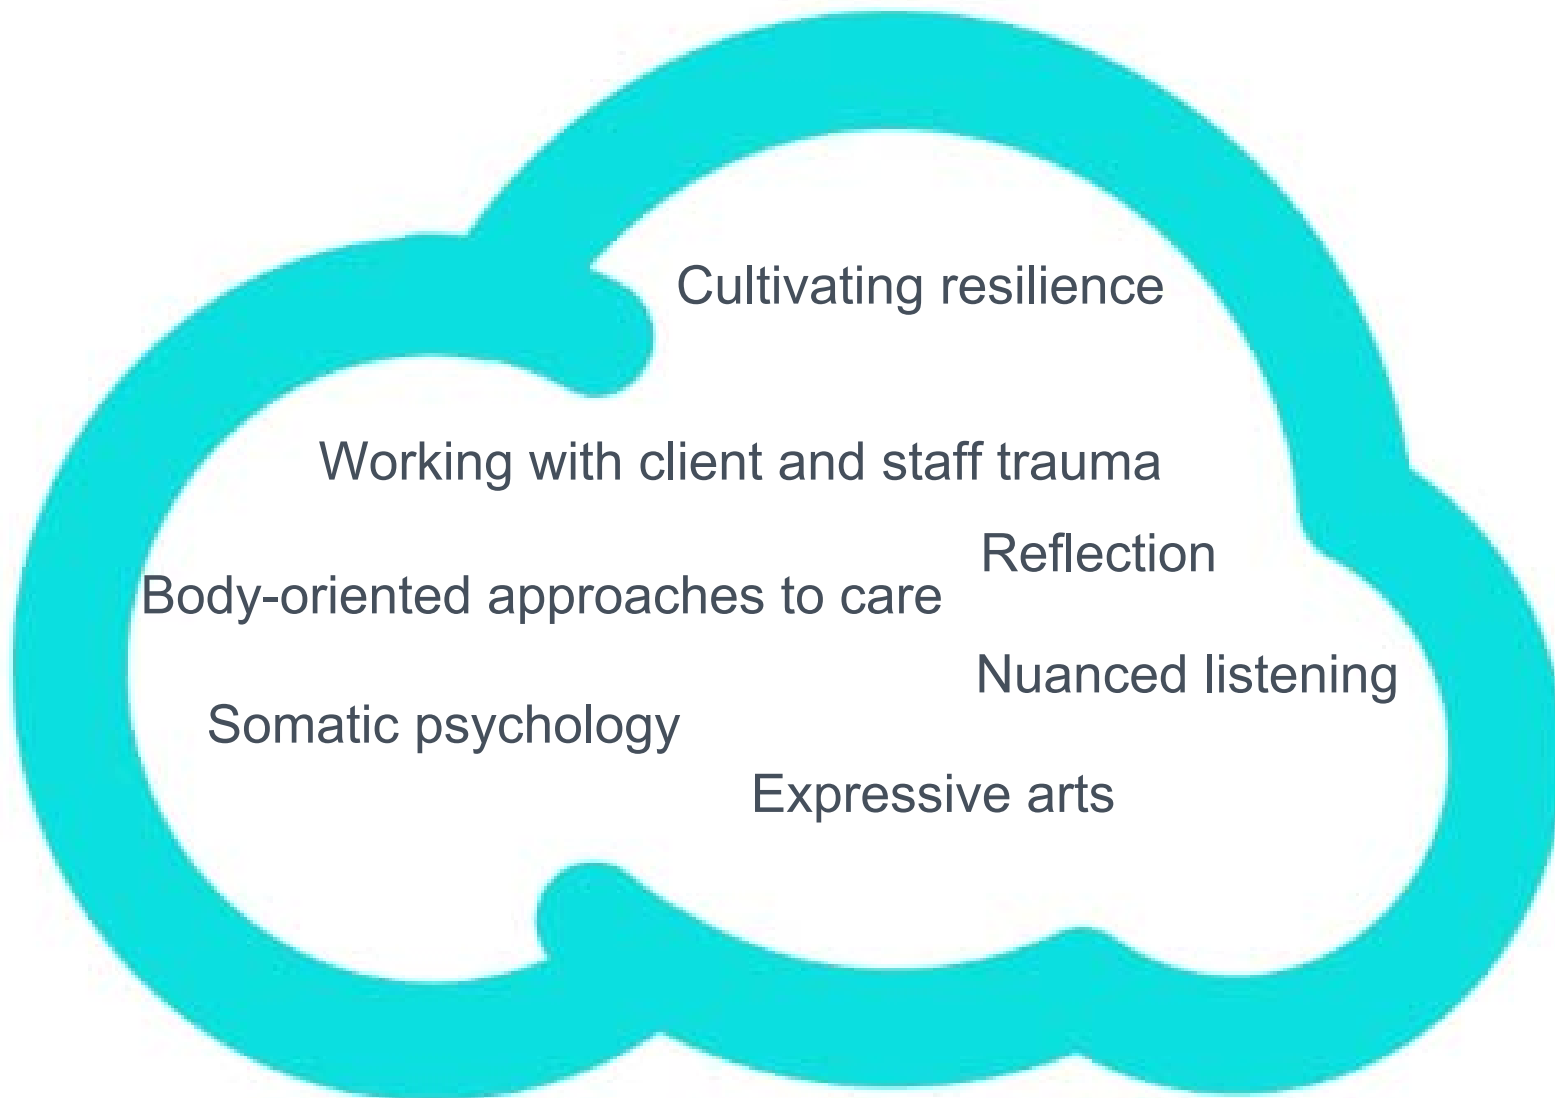 Cultivating resilience
Working with client and staff trauma
Reflection
Body-oriented approaches to care
Nuanced listening
Somatic psychology
Expressive arts